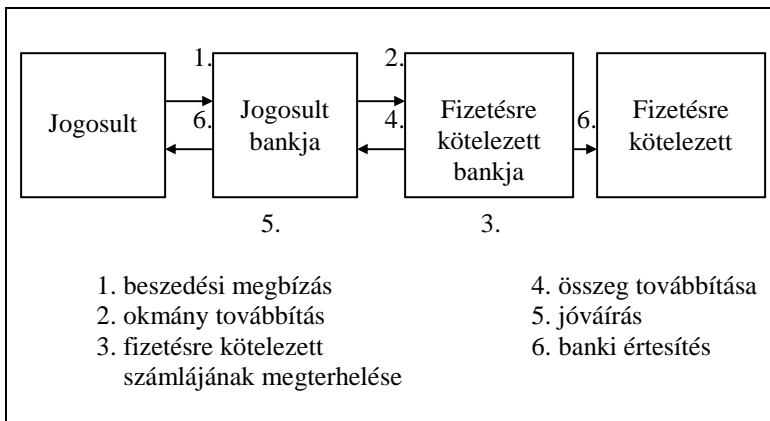 1.
2.
Jogosult
Jogosult
bankja
Fizetésre
kötelezett
bankja
Fizetésre
kötelezett
6.
4.
6.
5.
3.
1. beszedési megbízás
2. okmány továbbítás
3. fizetésre kötelezett
számlájának megterhelése
4. összeg továbbítása
5. jóváírás
6. banki értesítés